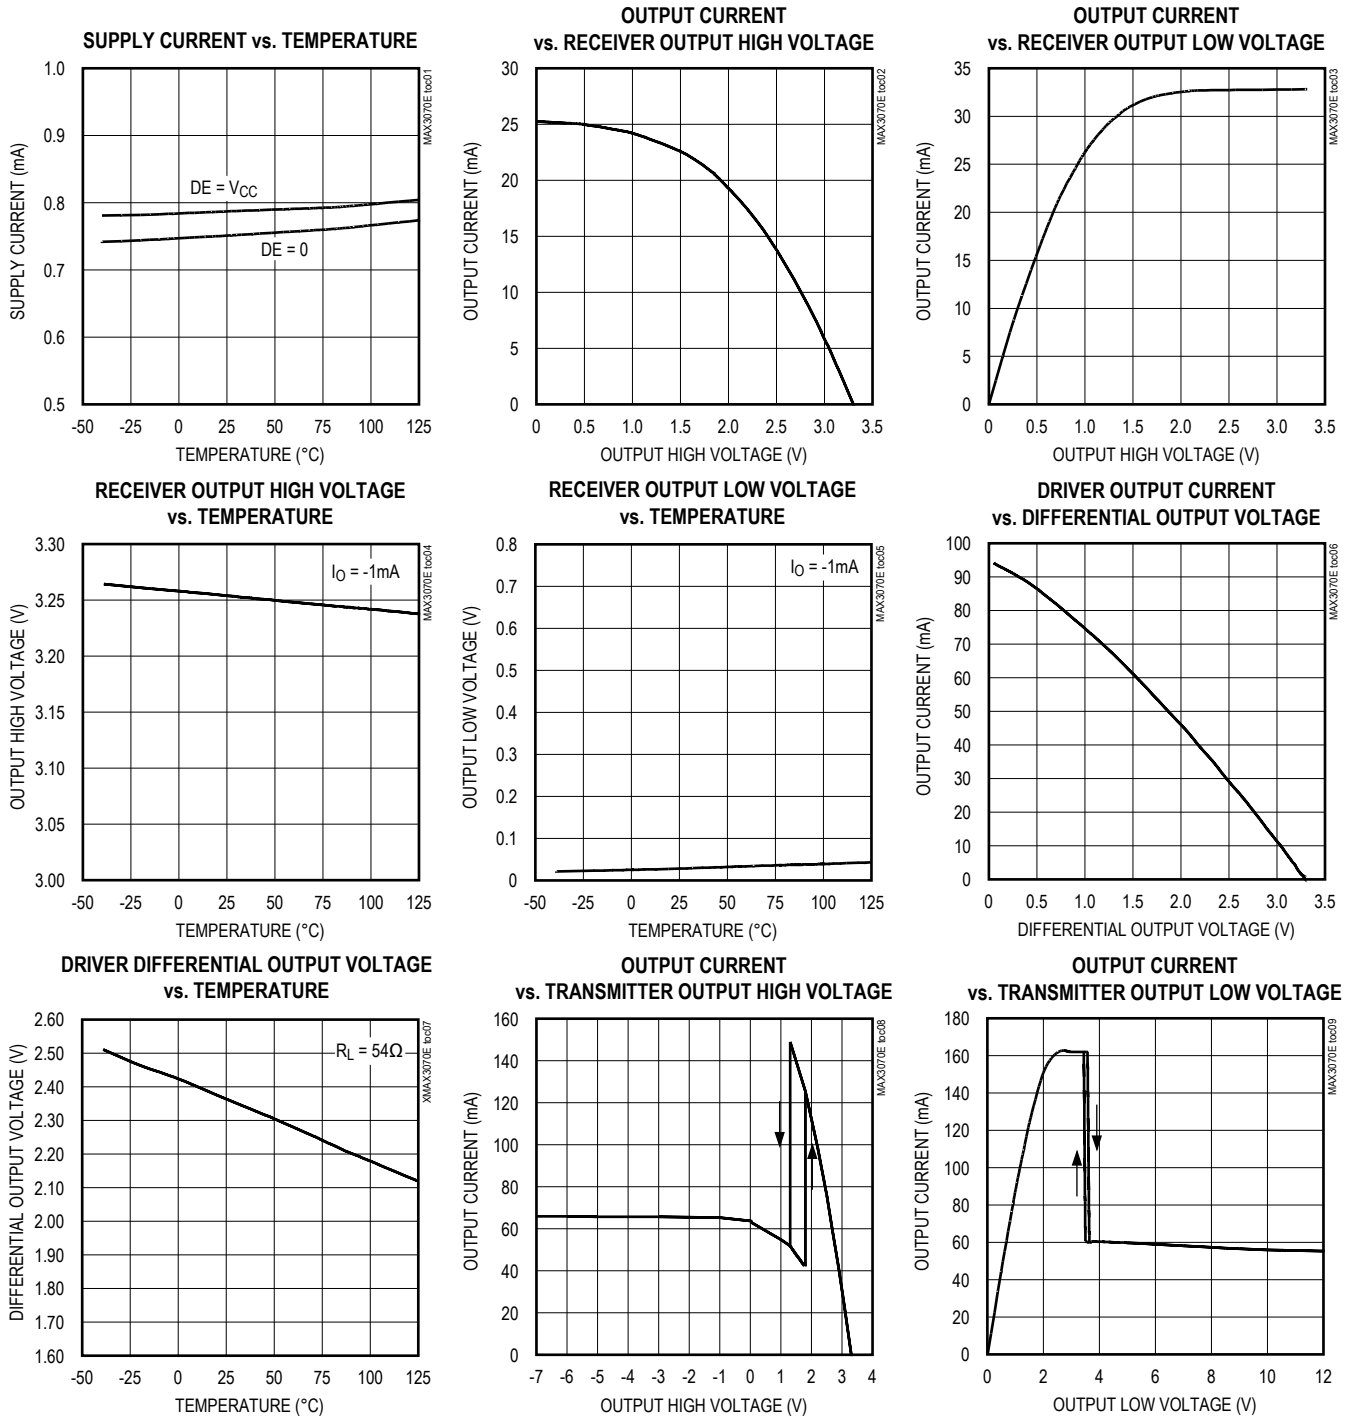 SUPPLY CURRENT vs. TEMPERATURE
MAX3070E toc01
SUPPLY CURRENT (mA)
1.0
0.9
0.8
0.7
0.6
0.5
DE = VCC
DE = 0
-50 -25 0 25 50 75 100 125
TEMPERATURE (°C)
OUTPUT CURRENT
vs. RECEIVER OUTPUT HIGH VOLTAGE
MAX3070E toc02
OUTPUT CURRENT (mA)
30
25
20
15
10
5
0
0 0.5 1.0 1.5 2.0 2.5 3.0 3.5
OUTPUT HIGH VOLTAGE (V)
OUTPUT CURRENT
vs. RECEIVER OUTPUT LOW VOLTAGE
MAX3070E toc03
OUTPUT CURRENT (mA)
35
30
25
20
15
10
5
0
0 0.5 1.0 1.5 2.0 2.5 3.0 3.5
OUTPUT HIGH VOLTAGE (V)
RECEIVER OUTPUT HIGH VOLTAGE
vs. TEMPERATURE
MAX3070E toc04
OUTPUT HIGH VOLTAGE (V)
3.30
3.25
3.20
3.15
3.10
3.05
3.00
IO = -1mA
-50 -25 0 25 50 75 100 125
TEMPERATURE (°C)
RECEIVER OUTPUT LOW VOLTAGE
vs. TEMPERATURE
MAX3070E toc05
OUTPUT LOW VOLTAGE (V)
0.8
0.7
0.6
0.5
0.4
0.3
0.2
0.1
0
IO = -1mA
-50 -25 0 25 50 75 100 125
TEMPERATURE (°C)
DRIVER OUTPUT CURRENT
vs. DIFFERENTIAL OUTPUT VOLTAGE
MAX3070E toc06
OUTPUT CURRENT (mA)
100
90
80
70
60
50
40
30
20
10
0
0 0.5 1.0 1.5 2.0 2.5 3.0 3.5
DIFFERENTIAL OUTPUT VOLTAGE (V)
DRIVER DIFFERENTIAL OUTPUT VOLTAGE
vs. TEMPERATURE
XMAX3070E toc07
DIFFERENTIAL OUTPUT VOLTAGE (V)
2.60
2.50
2.40
2.30
2.20
2.10
2.00
1.90
1.80
1.70
1.60
RL = 54Ω
-50 -25 0 25 50 75 100 125
TEMPERATURE (°C)
OUTPUT CURRENT
vs. TRANSMITTER OUTPUT HIGH VOLTAGE
MAX3070E toc08
OUTPUT CURRENT (mA)
160
140
120
100
80
60
40
20
0
-7 -6 -5 -4 -3 -2 -1 0 1 2 3 4
OUTPUT HIGH VOLTAGE (V)
OUTPUT CURRENT
vs. TRANSMITTER OUTPUT LOW VOLTAGE
MAX3070E toc09
OUTPUT CURRENT (mA)
180
160
140
120
100
80
60
40
20
0
0 2 4 6 8 10 12
OUTPUT LOW VOLTAGE (V)